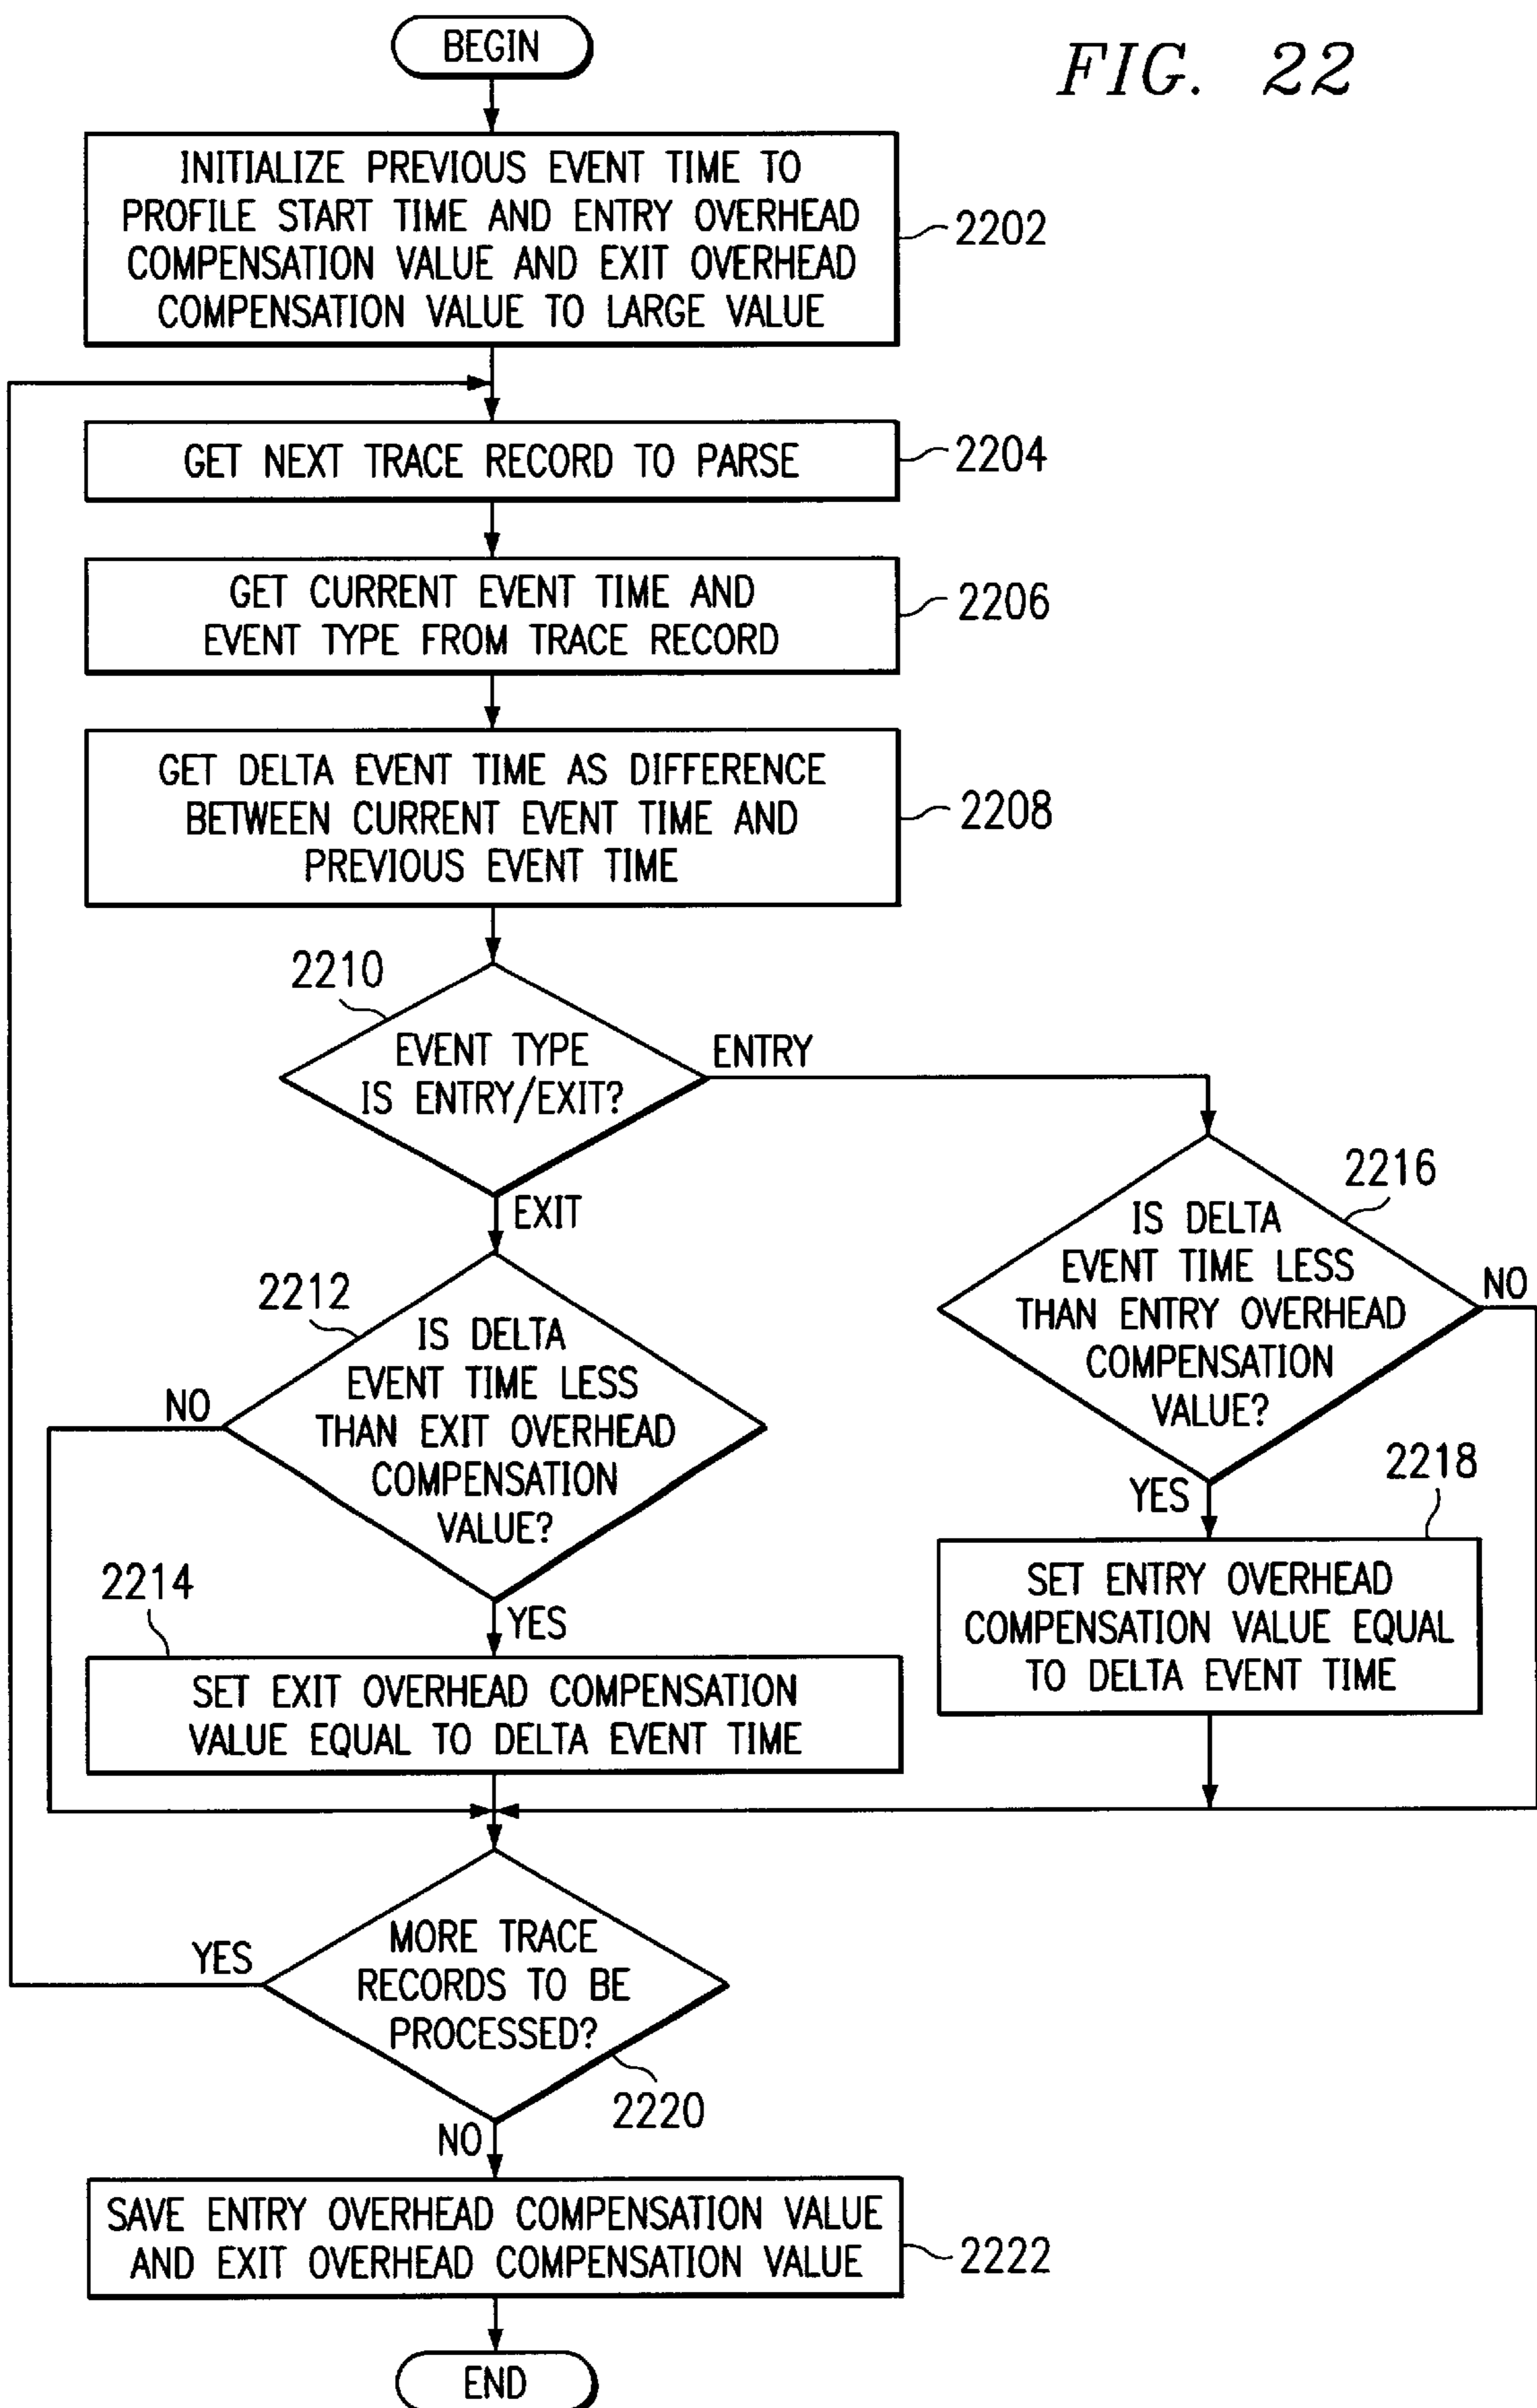 BEGIN
FIG. 22
INITIALIZE PREVIOUS EVENT TIME TO
PROFILE START TIME AND ENTRY OVERHEAD
COMPENSATION VALUE AND EXIT OVERHEAD
COMPENSATION VALUE TO LARGE VALUE
2202
GET NEXT TRACE RECORD TO PARSE
2204
GET CURRENT EVENT TIME AND
EVENT TYPE FROM TRACE RECORD
2206
GET DELTA EVENT TIME AS DIFFERENCE
BETWEEN CURRENT EVENT TIME AND
PREVIOUS EVENT TIME
2208
2210
EVENT TYPE
IS ENTRY/EXIT?
ENTRY
EXIT
2216
IS DELTA
EVENT TIME LESS
THAN ENTRY OVERHEAD
COMPENSATION
VALUE?
NO
YES
2212
IS DELTA
EVENT TIME LESS
THAN EXIT OVERHEAD
COMPENSATION
VALUE?
NO
YES
2218
SET ENTRY OVERHEAD
COMPENSATION VALUE EQUAL
TO DELTA EVENT TIME
2214
SET EXIT OVERHEAD COMPENSATION
VALUE EQUAL TO DELTA EVENT TIME
MORE TRACE
RECORDS TO BE
PROCESSED?
YES
2220
NO
SAVE ENTRY OVERHEAD COMPENSATION VALUE
AND EXIT OVERHEAD COMPENSATION VALUE
2222
END